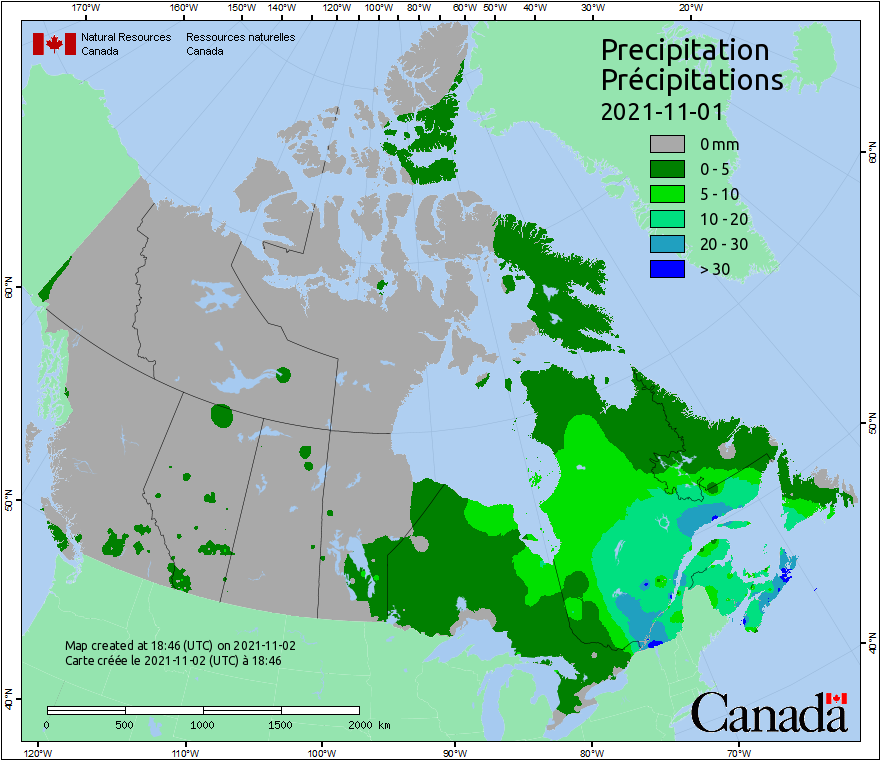 170°W 160°W 150°W 140°W 130°W 120°W 110°W 100°W 90°W 80°W 60°W 50°W 40°W 30°W 20°W
Natural Resources Ressources naturelles
Canada Canada
Precipitation
Précipitations
2021-11-01
0 mm
0 - 5
5 - 10
10 - 20
20 - 30
> 30
60°N
60°N
50°N
50°N
40°N
40°N
Map created at 18:46 (UTC) on 2021-11-02
Carte créée le 2021-11-02 (UTC) à 18:46
0 500 1000 1500 2000 km
Canada
120°W 110°W 100°W 90°W 80°W 70°W